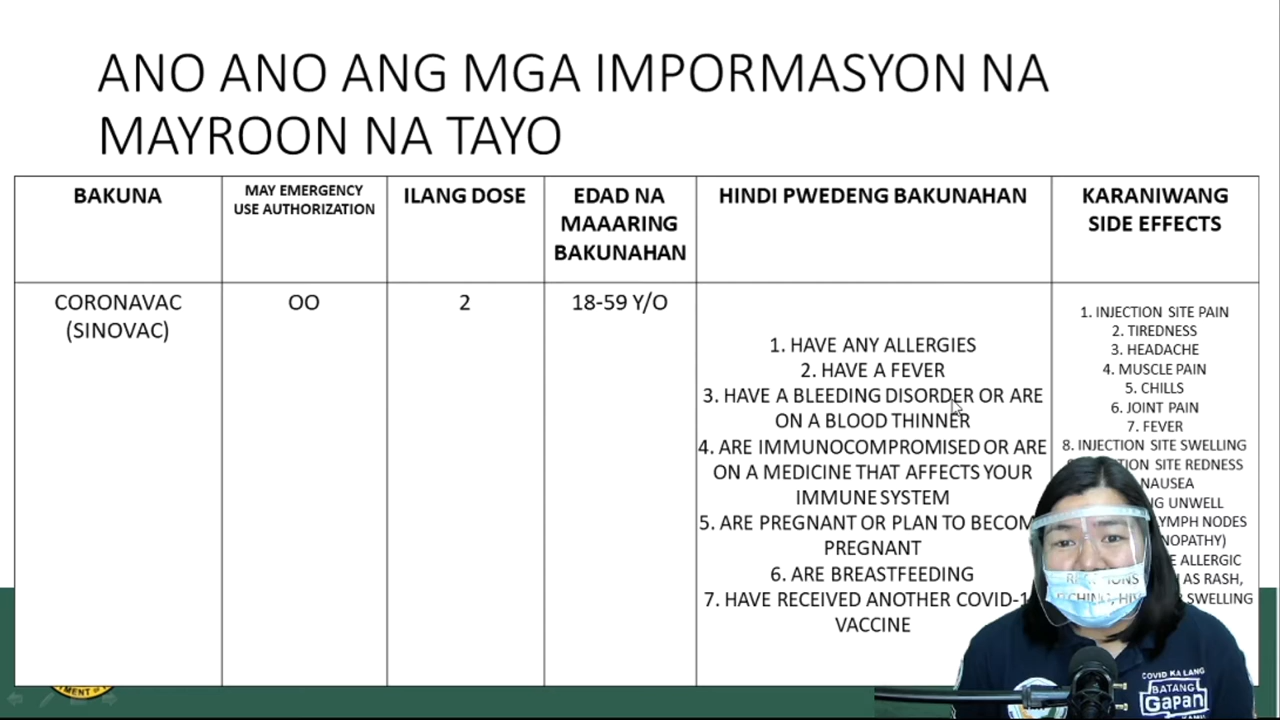 ANO ANO ANG MGA IMPORMASYON NA
MAYROON NA TAYO
BAKUNA
MAY EMERGENCY
USE AUTHORIZATION
ILANG DOSE
EDAD NA
MAAARING
BAKUNAHAN
HINDI PWEDENG BAKUNAHAN
KARANIWANG
SIDE EFFECTS
CORONAVAC
(SINOVAC)
OO
2
18-59 Y/O
1. HAVE ANY ALLERGIES
2. HAVE A FEVER
3. HAVE A BLEEDING DISORDER OR ARE
ON A BLOOD THINNER
4. ARE IMMUNOCOMPROMISED OR ARE
ON A MEDICINE THAT AFFECTS YOUR
IMMUNE SYSTEM
5. ARE PREGNANT OR PLAN TO
PREGNANT
6. ARE BREASTFEEDING
7. HAVE RECEIVED ANOTHER
VACCINE
1. INJECTION SITE PAIN
2. TIREDNESS
3. HEADACHE
4. MUSCLE PAIN
5. CHILLS
6. JOINT PAIN
7. FEVER
8. INJECTION SITE SWELLING
SITE REDNESS
NAUSEA
UNWELL
NODES
ALLERGIC
AS RASH,
SWELLING
COVID KA LANG
BATANG
Gapan